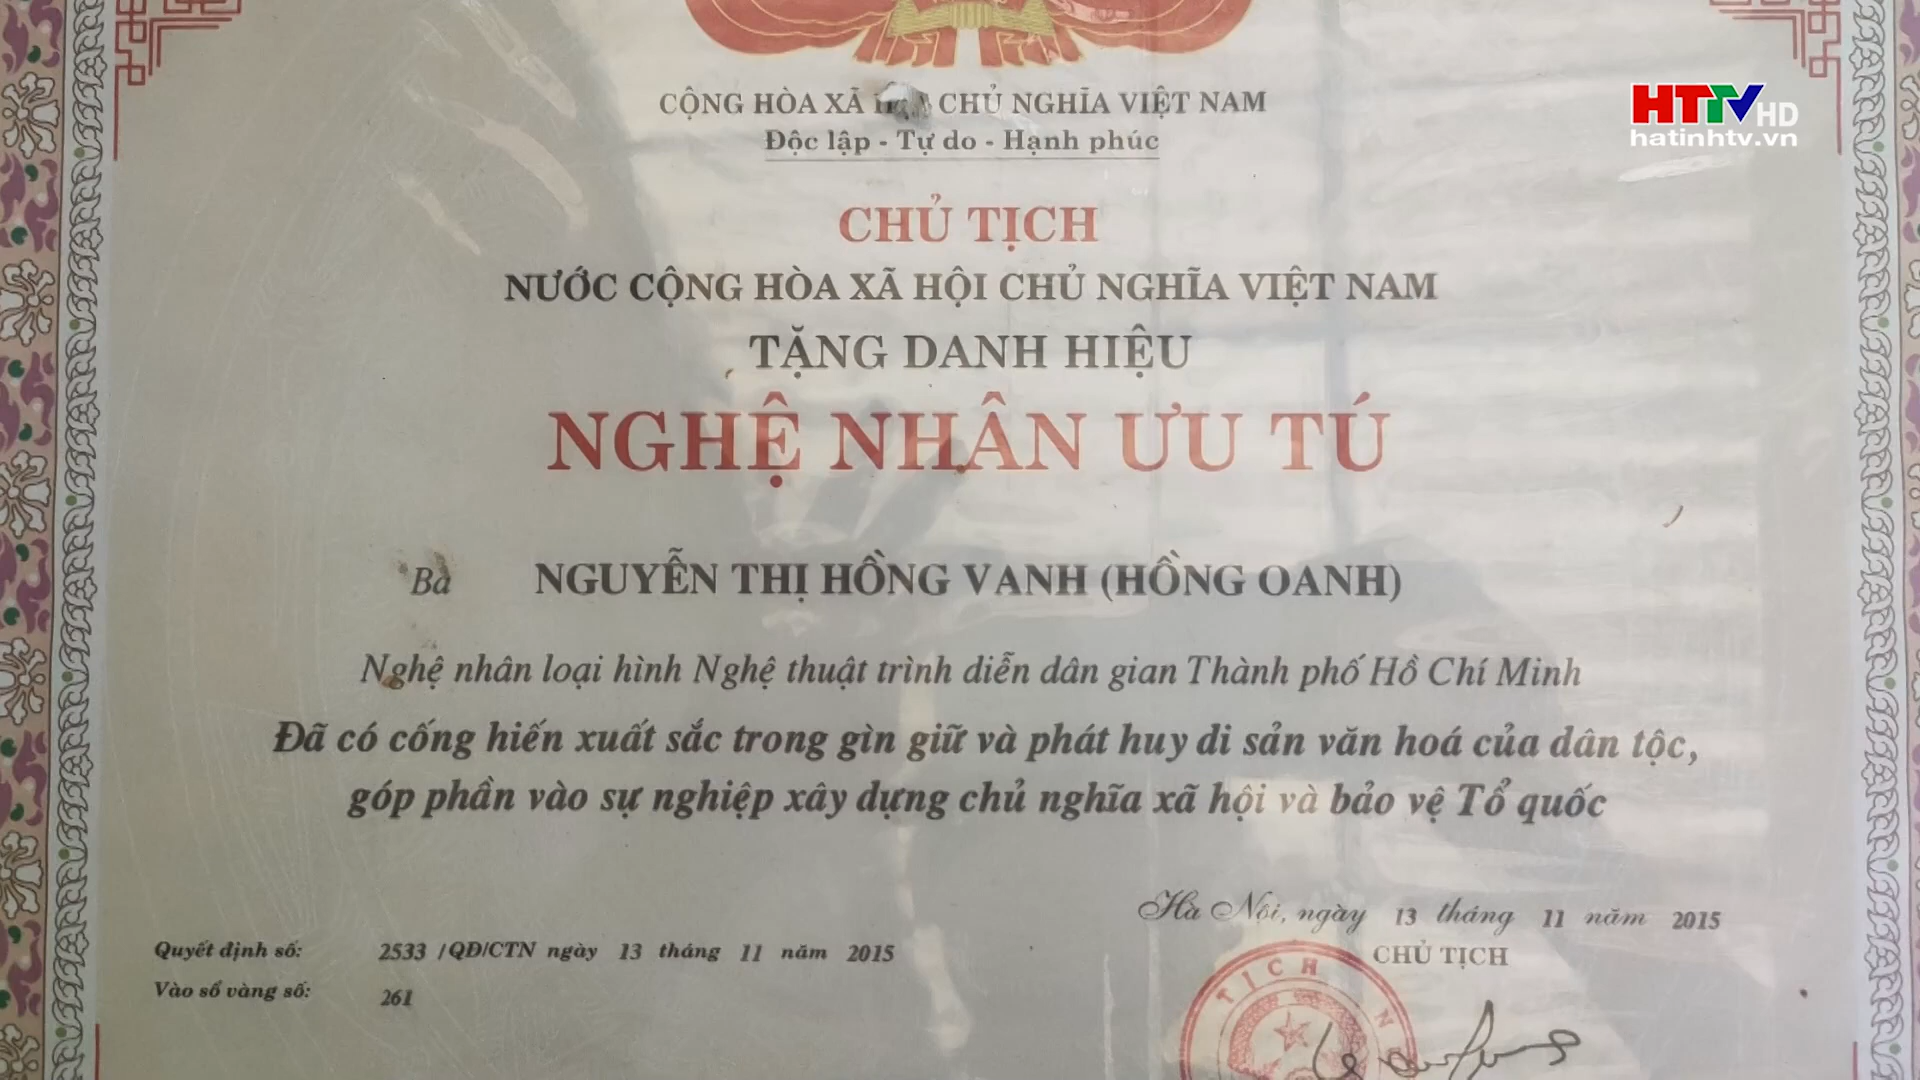 HTTV HD
hatinhtv.vn
CỘNG HÒA XÃ CHỦ NGHĨA VIỆT NAM
Độc lập - Tự do - Hạnh phúc
CHỦ TỊCH
NƯỚC CỘNG HÒA XÃ HỘI CHỦ NGHĨA VIỆT NAM
TẶNG DANH HIỆU
NGHỆ NHÂN ƯU TÚ
Bà NGUYỄN THỊ HỒNG VANH (HỒNG OANH)
Nghệ nhân loại hình Nghệ thuật trình diễn dân gian Thành phố Hồ Chí Minh
Đã có cống hiến xuất sắc trong gìn giữ và phát huy di sản văn hoá của dân tộc,
góp phần vào sự nghiệp xây dựng chủ nghĩa xã hội và bảo vệ Tổ quốc
Hà Nội, ngày 13 tháng 11 năm 2015
CHỦ TỊCH
Quyết định số: 2533 /QĐ/CTN ngày 13 tháng 11 năm 2015
Vào sổ vàng số: 261
TỊCH N